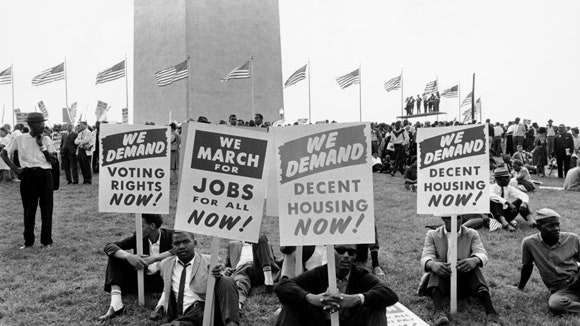 WE
DEMAND
VOTING
RIGHTS
NOW!
WE
MARCH
FOR
JOBS
FOR ALL
NOW!
WE
DEMAND
DECENT
HOUSING
NOW!
WE
DEMAND
DECENT
HOUSING
NOW!